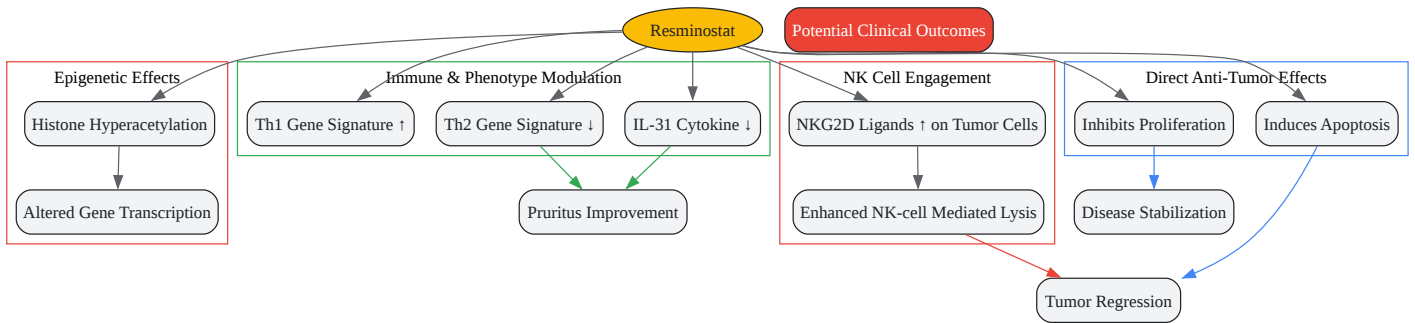 Resminostat
Potential Clinical Outcomes
Epigenetic Effects
Immune & Phenotype Modulation
NK Cell Engagement
Direct Anti-Tumor Effects
Histone Hyperacetylation
Th1 Gene Signature ↑
Th2 Gene Signature ↓
IL-31 Cytokine ↓
NKG2D Ligands ↑ on Tumor Cells
Inhibits Proliferation
Induces Apoptosis
Altered Gene Transcription
Pruritus Improvement
Enhanced NK-cell Mediated Lysis
Disease Stabilization
Tumor Regression